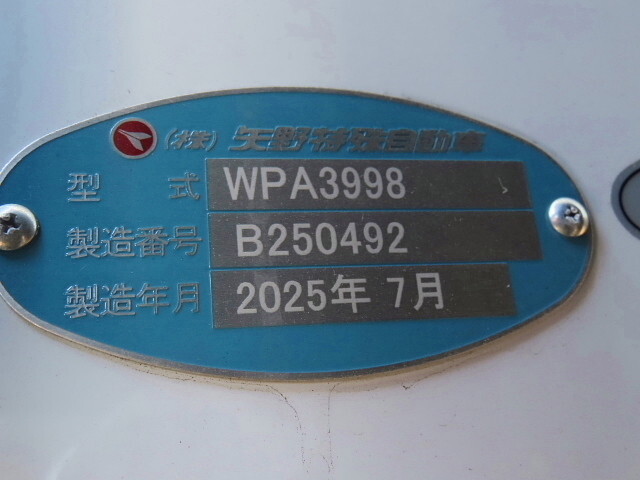 (株) 矢野特殊自動車
型 式 WPA3998
製造番号 B250492
製造年月 2025年 7月